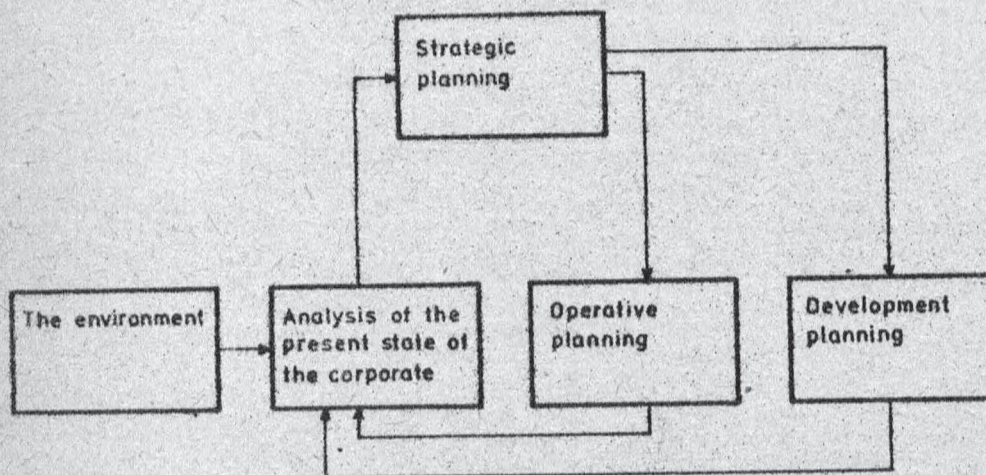 Strategic
planning
The environment
Analysis of the
present state of
the corporate
Operative
planning
Development
planning